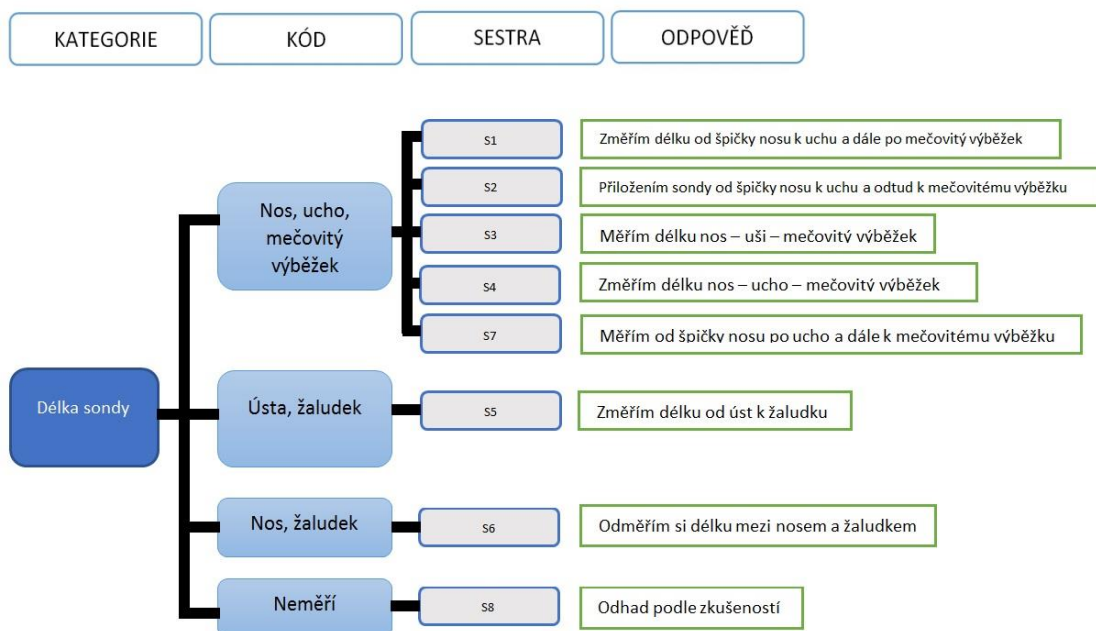 KATEGORIE
KÓD
SESTRA
ODPOVĚĎ
Délka sondy
Nos, ucho,
mečovitý
výběžek
S1
Změřím délku od špičky nosu k uchu a dále po mečovitý výběžek
S2
Přiložením sondy od špičky nosu k uchu a odtud k mečovitému výběžku
S3
Měřím délku nos – uši – mečovitý výběžek
S4
Změřím délku nos – ucho – mečovitý výběžek
S7
Měřím od špičky nosu po ucho a dále k mečovitému výběžku
Ústa, žaludek
S5
Změřím délku od úst k žaludku
Nos, žaludek
S6
Odměřím si délku mezi nosem a žaludkem
Neměří
S8
Odhad podle zkušeností